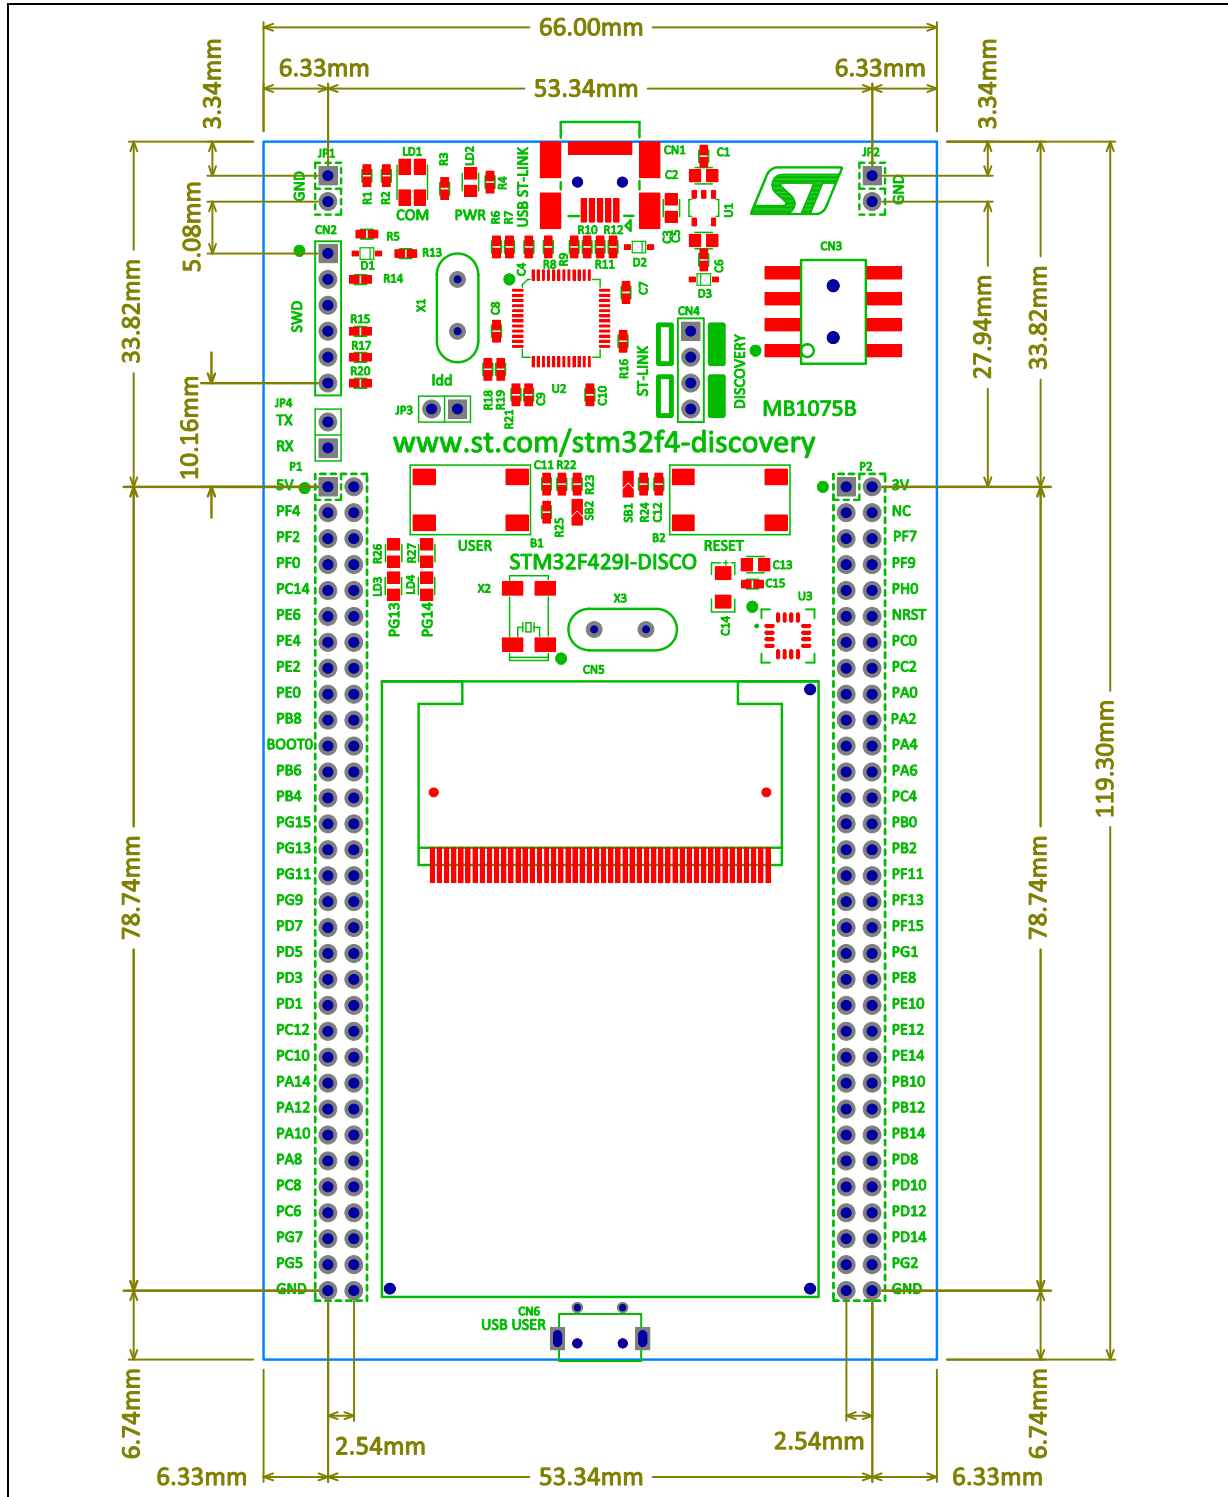 66.00mm
6.33mm
53.34mm
6.33mm
3.34mm
3.34mm
33.82mm
5.08mm
10.16mm
27.94mm
33.82mm
JP1
GND
R1
R2
LD1
COM
R3
LD2
PWR
R4
USB ST-LINK
CN1
C1
C2
U1
ST
JP2
GND
CN2
R5
D1
R13
R14
SWD
R15
R17
R20
X1
R6
R7
C4
R8
R9
R10
R12
R11
D2
C3
C5
C6
D3
CN3
C7
C8
CN4
R16
ST-LINK
DISCOVERY
U2
Idd
JP3
R18
R19
R21
C9
C10
MB1075B
JP4
TX
RX
www.st.com/stm32f4-discovery
P1
P2
C11
R22
R23
SB2
R25
SB1
R24
C12
B1
B2
USER
RESET
STM32F429I-DISCO
R26
R27
LD3
LD4
PG13
PG14
X2
X3
C13
C15
C14
U3
CN5
5V
PF4
PF2
PF0
PC14
PE6
PE4
PE2
PE0
PB8
BOOT0
PB6
PB4
PG15
PG13
PG11
PG9
PD7
PD5
PD3
PD1
PC12
PC10
PA14
PA12
PA10
PA8
PC8
PC6
PG7
PG5
GND
3V
NC
PF7
PF9
PH0
NRST
PC0
PC2
PA0
PA2
PA4
PA6
PC4
PB0
PB2
PF11
PF13
PF15
PG1
PE8
PE10
PE12
PE14
PB10
PB12
PB14
PD8
PD10
PD12
PD14
PG2
GND
78.74mm
78.74mm
119.30mm
CN6
USB USER
6.74mm
6.74mm
2.54mm
2.54mm
6.33mm
53.34mm
6.33mm